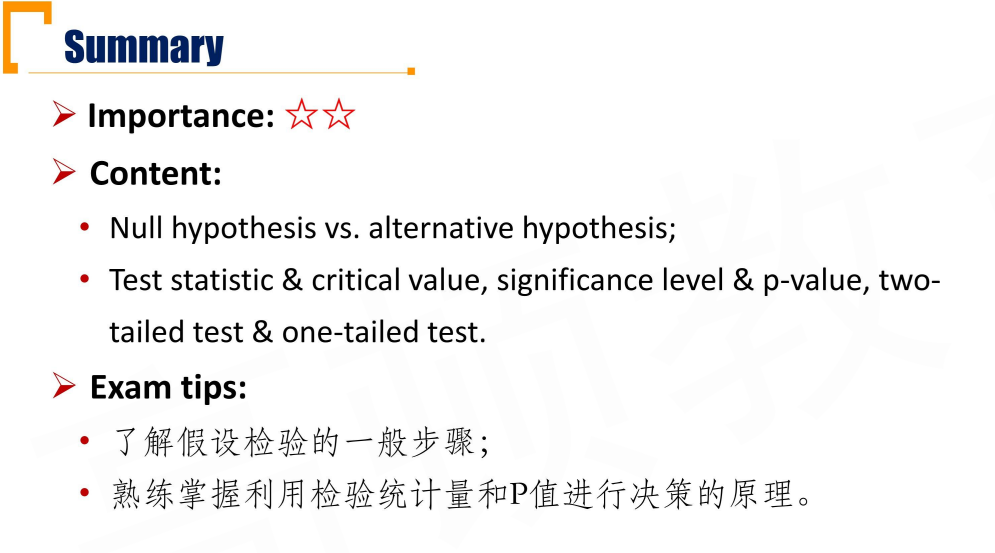 Summary
Importance: ☆☆
Content:
Null hypothesis vs. alternative hypothesis;
Test statistic & critical value, significance level & p-value, two-
tailed test & one-tailed test.
Exam tips:
了解假设检验的一般步骤；
熟练掌握利用检验统计量和P值进行决策的原理。